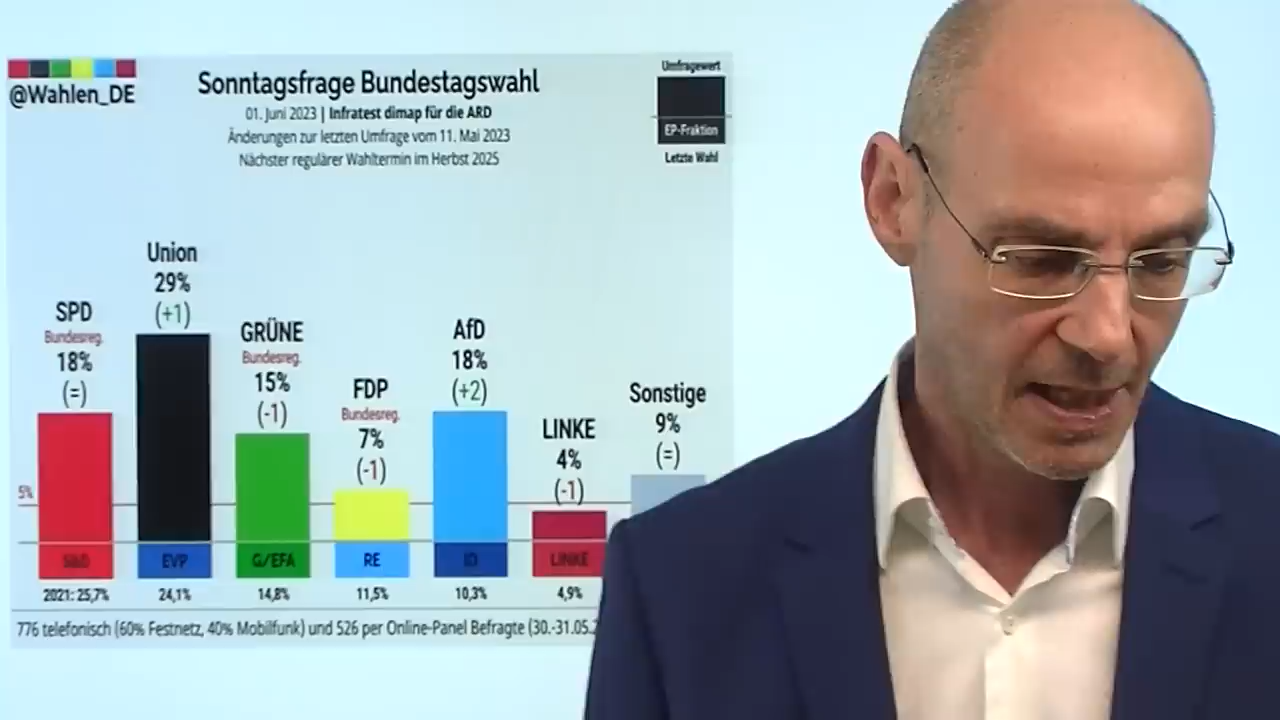 @Wahlen_DE
Sonntagsfrage Bundestagswahl
01. Juni 2023 | Infratest dimap für die ARD
Änderungen zur letzten Umfrage vom 11. Mai 2023
Nächster regulärer Wahltermin im Herbst 2025
Umfragewert
EP-Fraktion
Letzte Wahl
SPD
Bundesreg.
18%
(=)
Union
29%
(+1)
GRÜNE
Bundesreg.
15%
(-1)
FDP
Bundesreg.
7%
(-1)
AfD
18%
(+2)
LINKE
4%
(-1)
Sonstige
9%
(=)
5%
S&D EVP G/EFA RE ID LINKE
2021: 25,7% 24,1% 14,8% 11,5% 10,3% 4,9%
776 telefonisch (60% Festnetz, 40% Mobilfunk) und 526 per Online-Panel Befragte (30.-31.05.